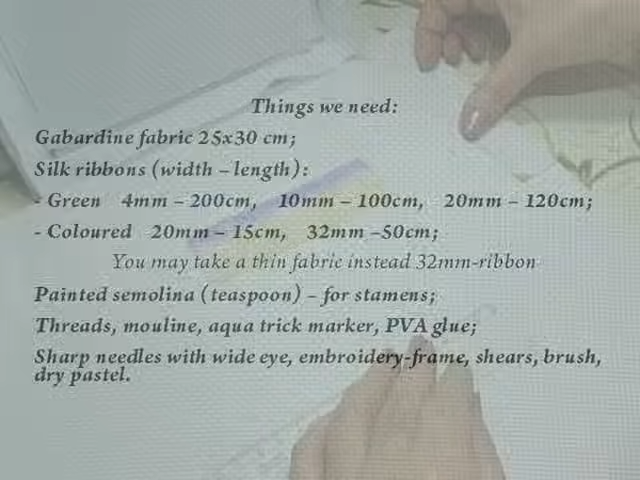 Things we need:
Gabardine fabric 25x30 cm;
Silk ribbons (width – length):
- Green 4mm – 200cm, 10mm – 100cm, 20mm – 120cm;
- Coloured 20mm – 15cm, 32mm –50cm;
You may take a thin fabric instead 32mm-ribbon
Painted semolina (teaspoon) – for stamens;
Threads, mouline, aqua trick marker, PVA glue;
Sharp needles with wide eye, embroidery-frame, shears, brush,
dry pastel.